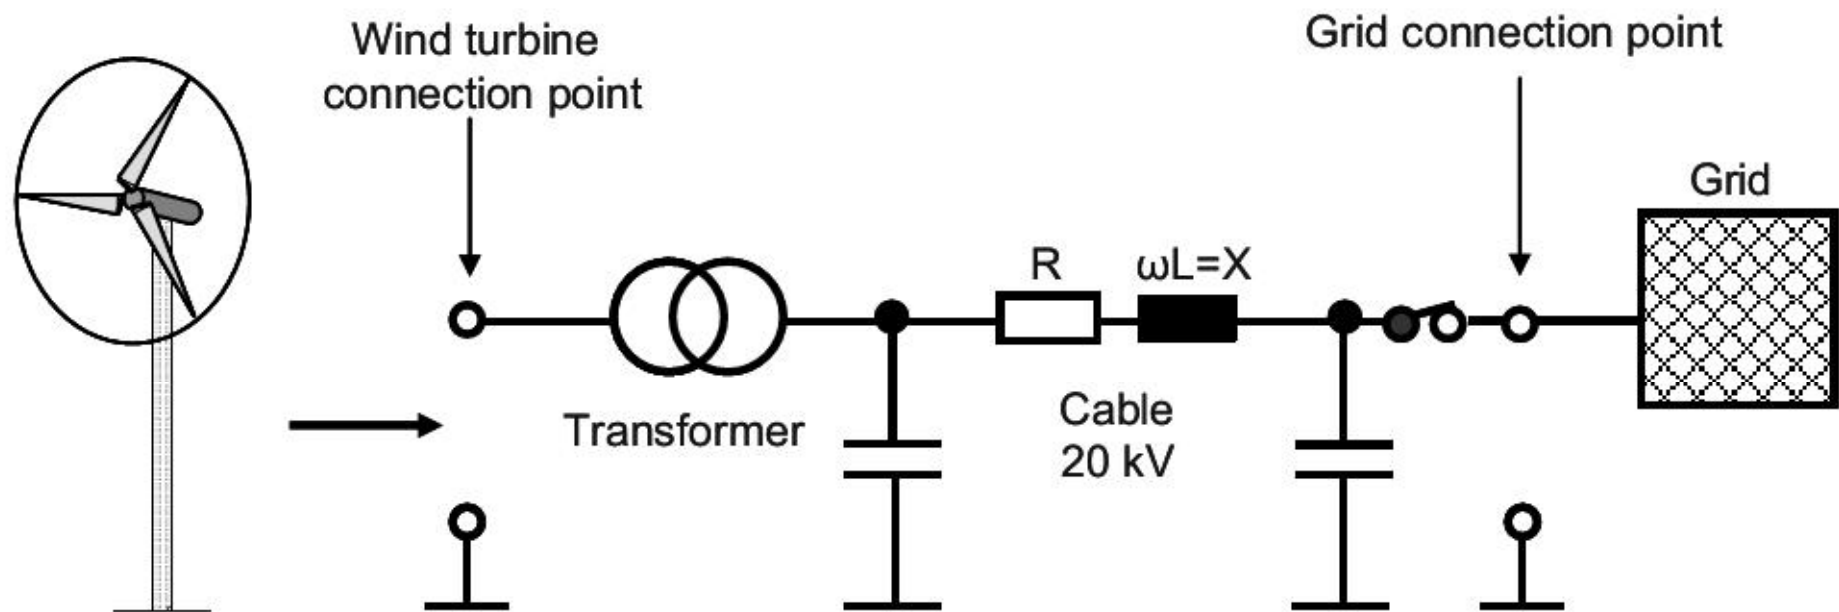 Wind turbine
connection point
Grid connection point
Grid
R
ωL=X
Transformer
Cable
20 kV